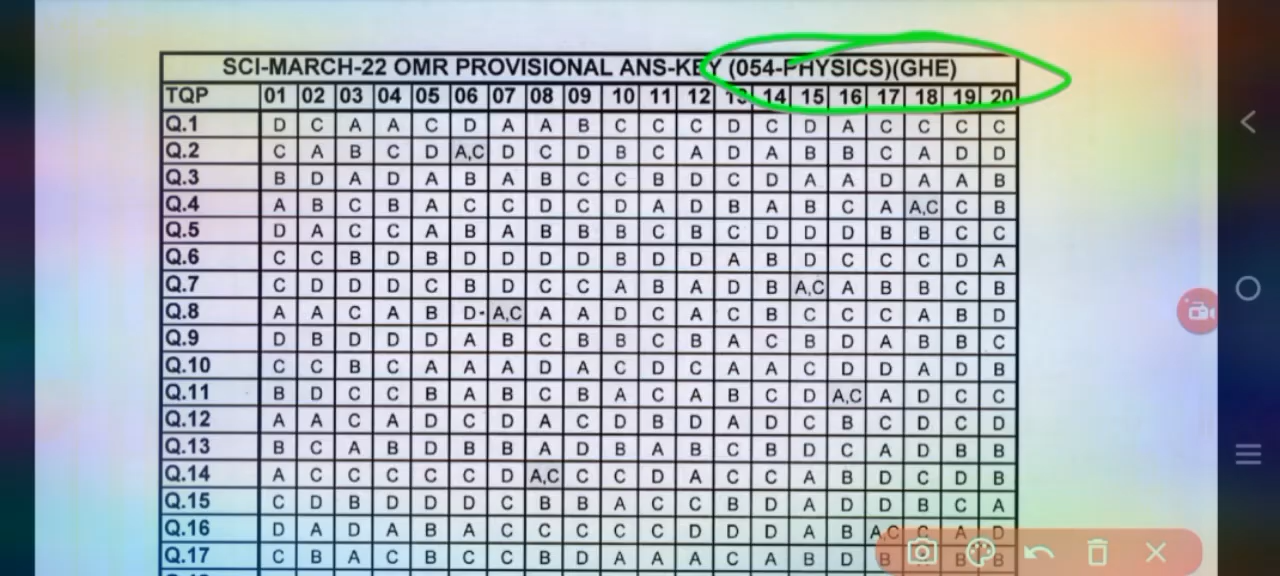 SCI-MARCH-22 OMR PROVISIONAL ANS-KEY (054-PHYSICS)(GHE)
TQP 01 02 03 04 05 06 07 08 09 10 11 12 13 14 15 16 17 18 19 20
Q.1 D C A A C D A A B C C C D C D A C C C C
Q.2 C A B C D A,C D C D B C A D A B B C A D D
Q.3 B D A D A B A B C C B D C D A A D A A B
Q.4 A B C B A C C D C D A D B A B C A A,C C B
Q.5 D A C C A B A B B B C B C D D D B B C C
Q.6 C C B D B D D D D B D D A B D C C C D A
Q.7 C D D D C B D C C A B A D B A,C A B B C B
Q.8 A A C A B D- A,C A A D C A C B C C C A B D
Q.9 D B D D D A B C B B C B A C B D A B B C
Q.10 C C B C A A A D A C D C A A C D D A D B
Q.11 B D C C B A B C B A C A B C D A,C A D C C
Q.12 A A C A D C D A C D B D A D C B C D C D
Q.13 B C A B D B B A D B A B C B D C A D B B
Q.14 A C C C C C D A,C C C D A C C A B D C D B
Q.15 C D B D D D C B B A C C B D A D D B C A
Q.16 D A D A B A C C C C C D D D A B A,C C A D
Q.17 C B A C B C C B D A A A C A B D B B B